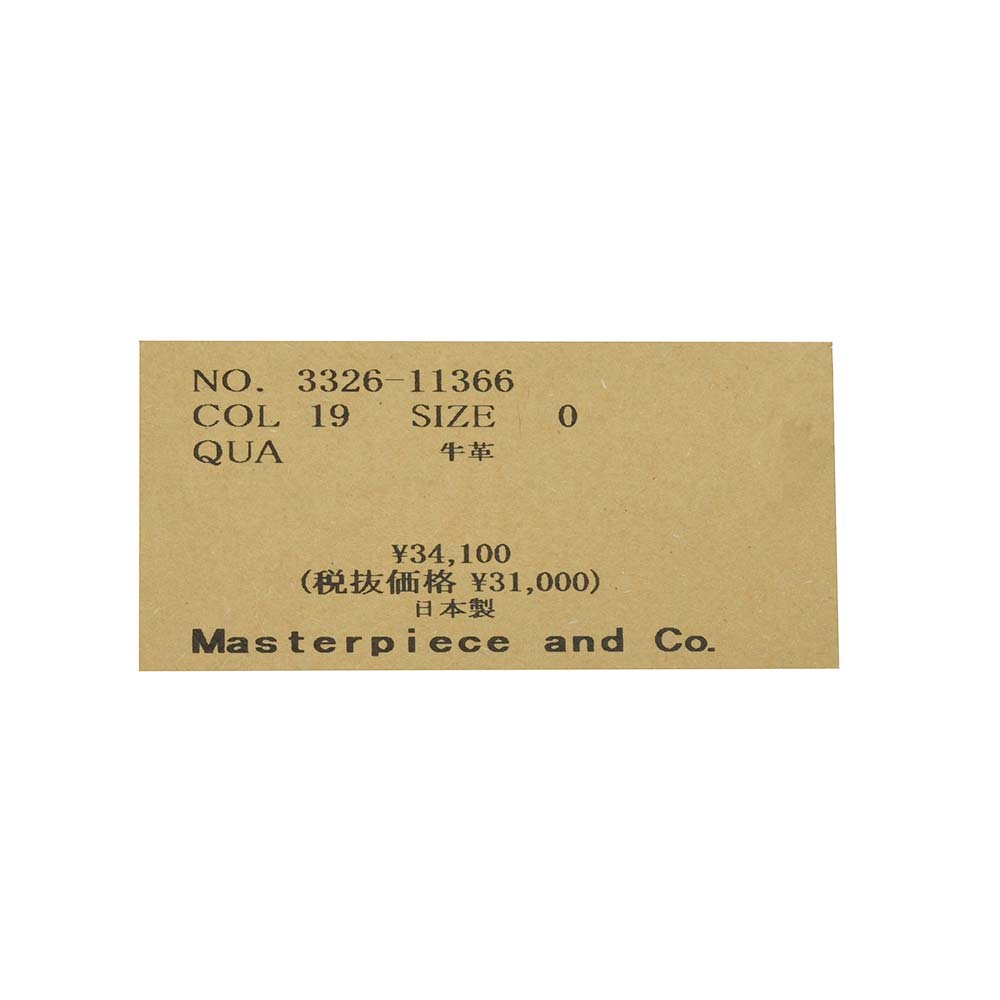 NO. 3326-11366
COL 19 SIZE 0
QUA 牛革
¥34,100
(税抜価格 ¥31,000)
日本製
Masterpiece and Co.